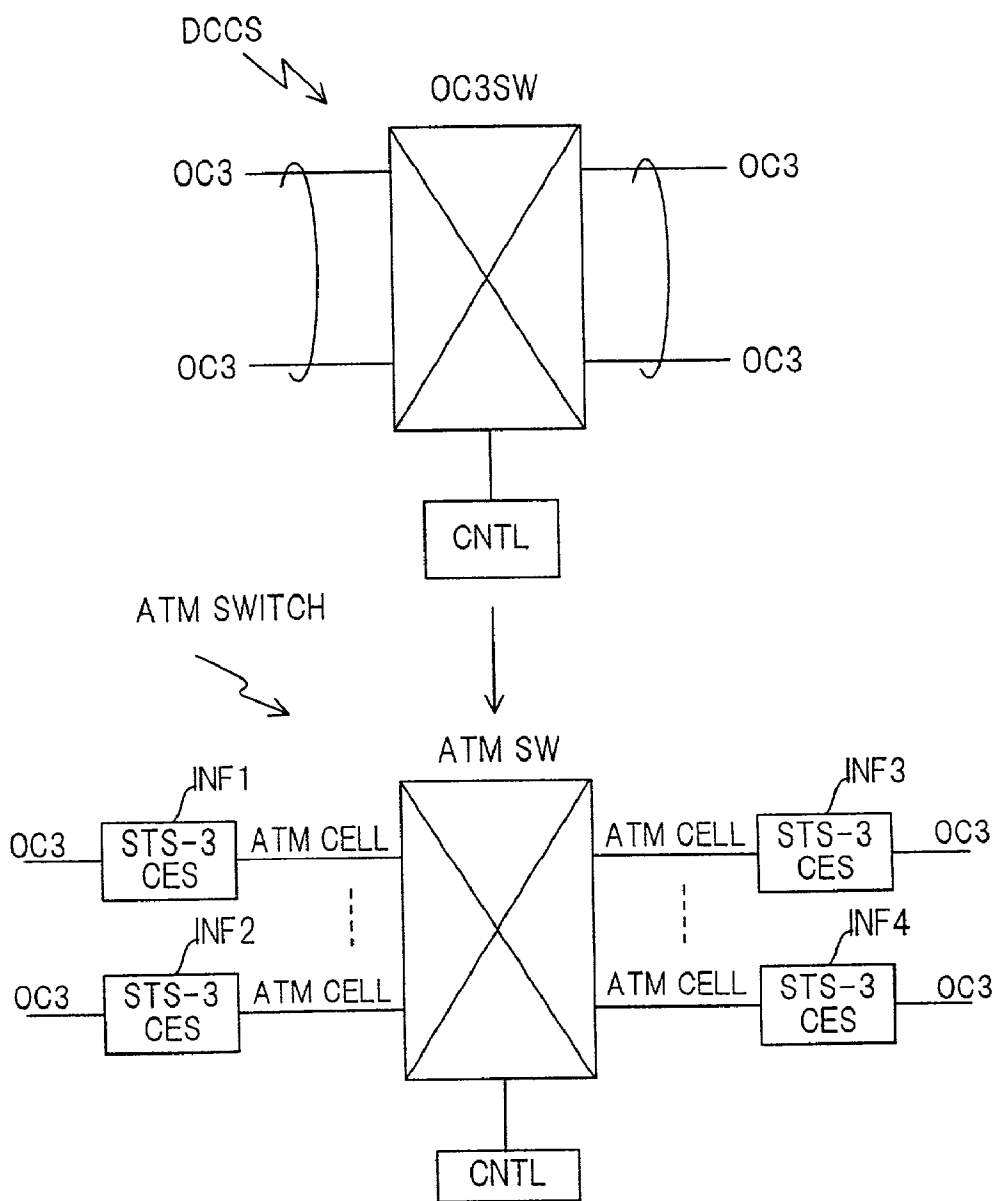 DCCS
OC3SW
OC3
OC3
OC3
OC3
CNTL
ATM SWITCH
ATM SW
INF1
INF3
OC3
STS-3
CES
ATM CELL
ATM CELL
STS-3
CES
OC3
INF2
INF4
OC3
STS-3
CES
ATM CELL
ATM CELL
STS-3
CES
OC3
CNTL